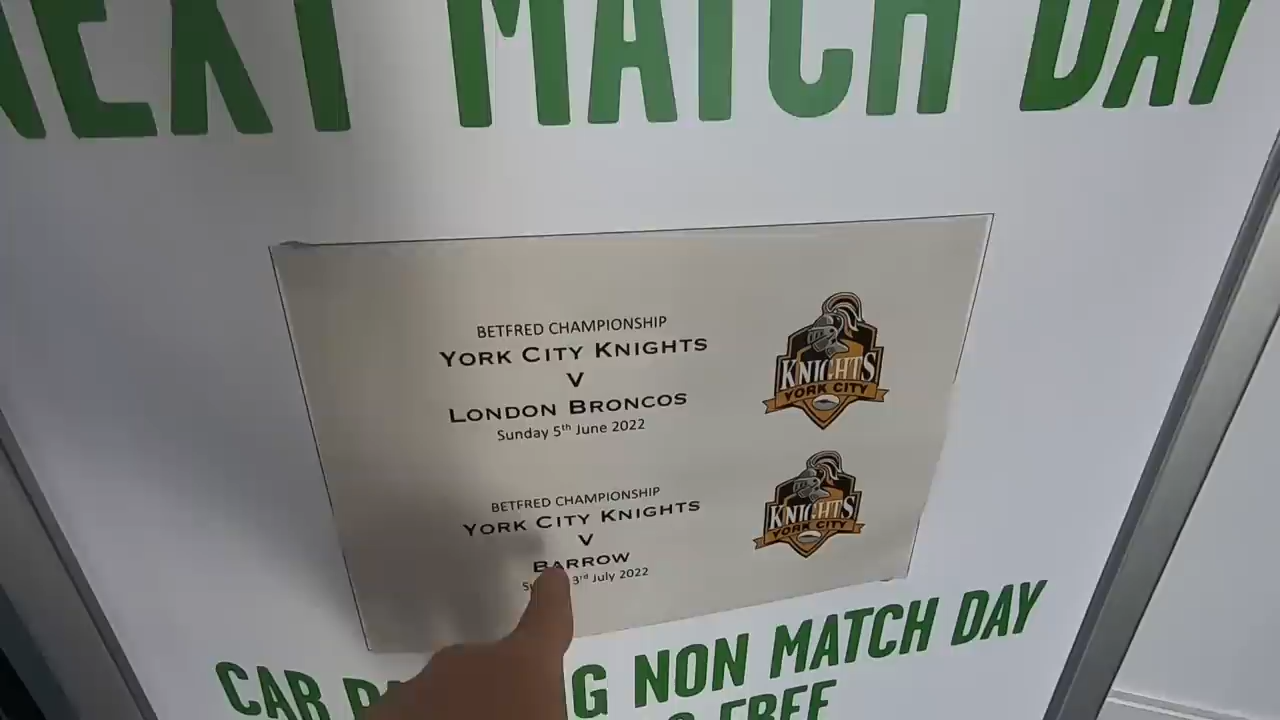 NEXT MATCH DAY
BETFRED CHAMPIONSHIP
YORK CITY KNIGHTS
V
LONDON BRONCOS
Sunday 5th June 2022
KNIGHTS
YORK CITY
BETFRED CHAMPIONSHIP
YORK CITY KNIGHTS
V
BARROW
3rd July 2022
KNIGHTS
YORK CITY
CAR NON MATCH DAY
FREE